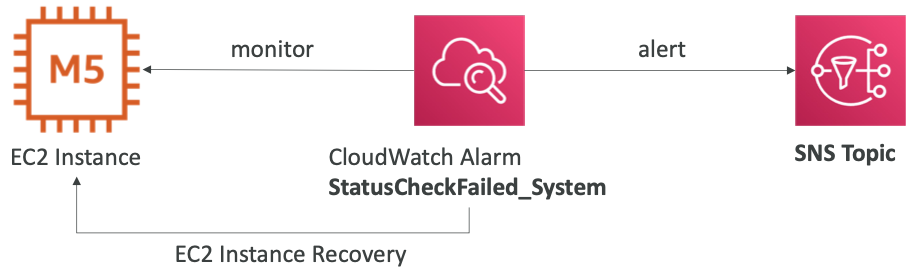 monitor
alert
M5
EC2 Instance
CloudWatch Alarm
StatusCheckFailed_System
SNS Topic
EC2 Instance Recovery